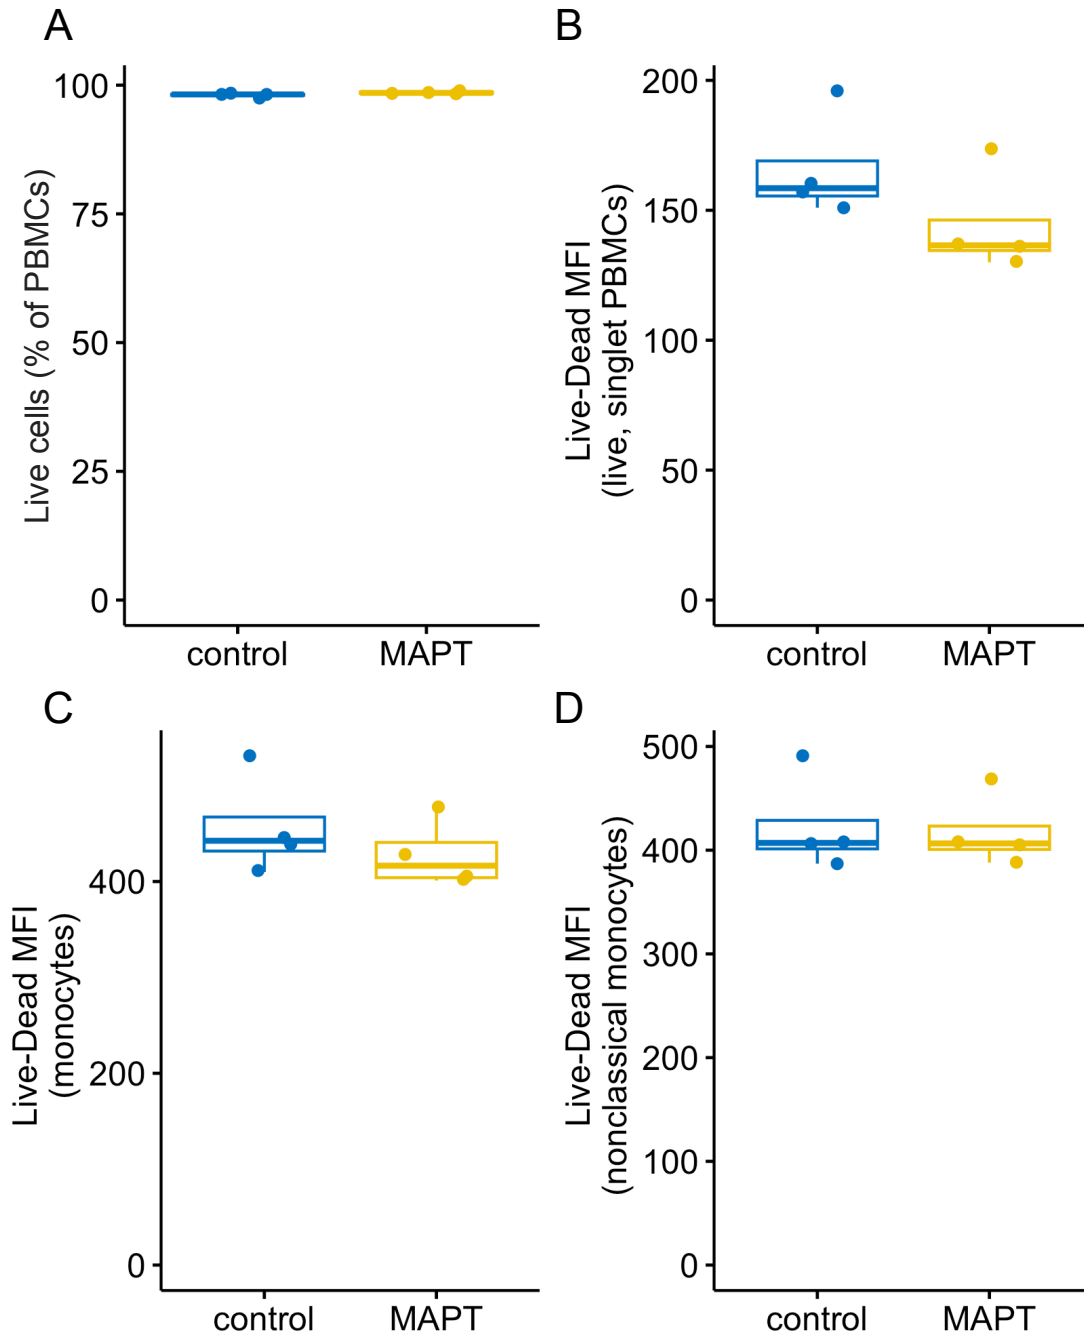 A
Live cells (% of PBMCs)
100
75
50
25
0
control MAPT
B
Live-Dead MFI
(live, singlet PBMCs)
200
150
100
50
0
control MAPT
C
Live-Dead MFI
(monocytes)
400
200
0
control MAPT
D
Live-Dead MFI
(nonclassical monocytes)
500
400
300
200
100
0
control MAPT